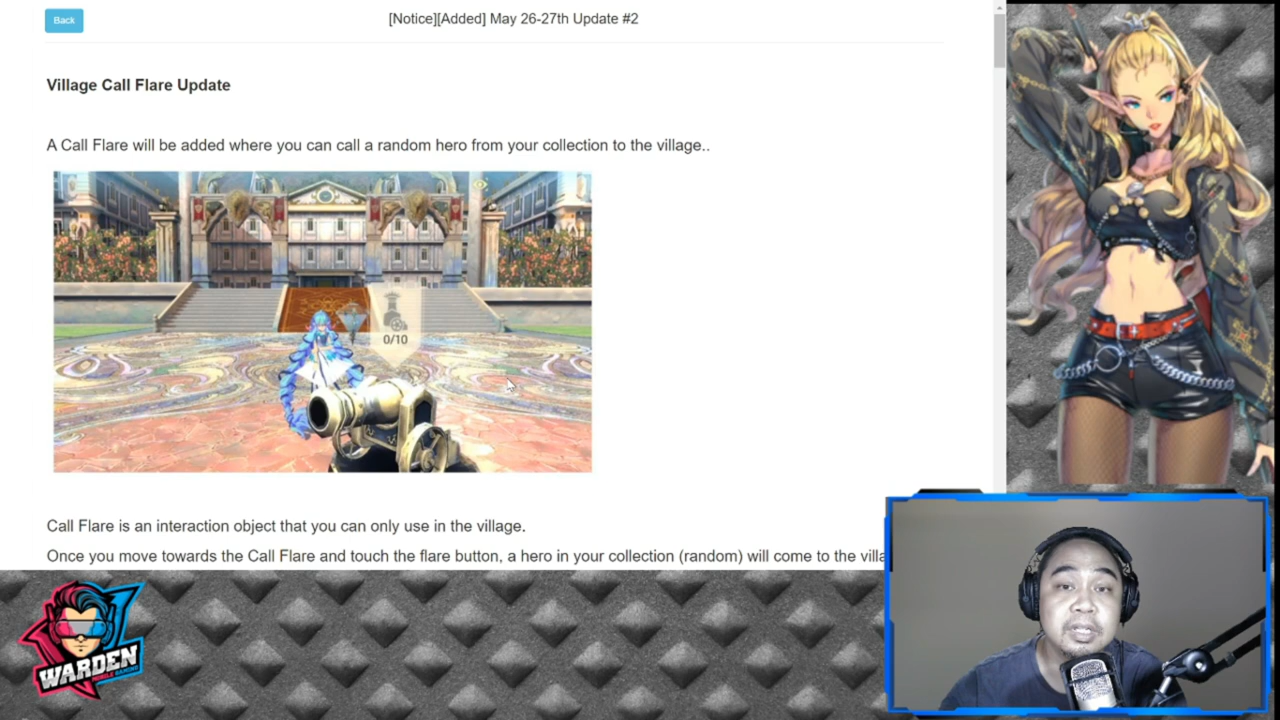 Back
[Notice][Added] May 26-27th Update #2
Village Call Flare Update
A Call Flare will be added where you can call a random hero from your collection to the village..
0/10
Call Flare is an interaction object that you can only use in the village.
Once you move towards the Call Flare and touch the flare button, a hero in your collection (random) will come to the villa
WARDEN
MOBILE GAMING